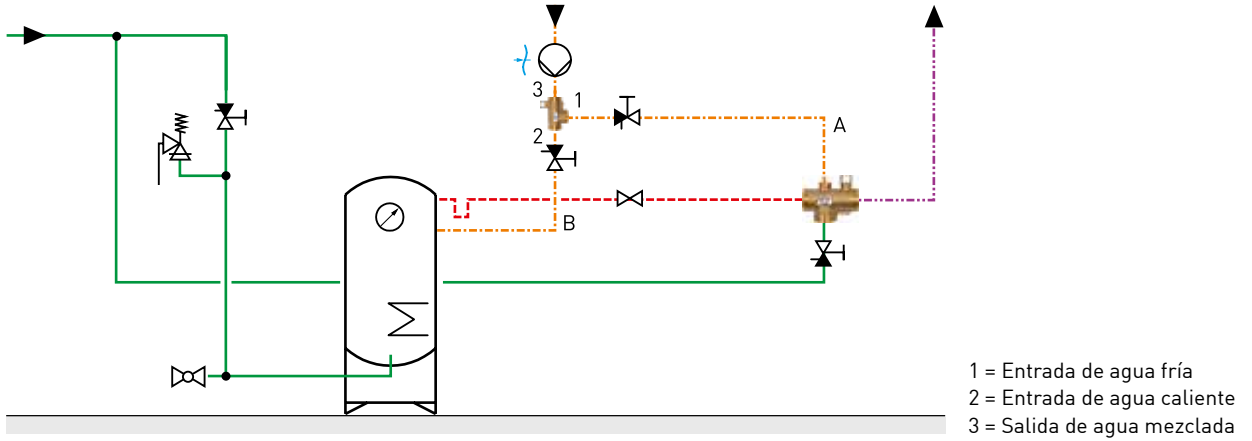 3
1
2
A
B
1 = Entrada de agua fría
2 = Entrada de agua caliente
3 = Salida de agua mezclada